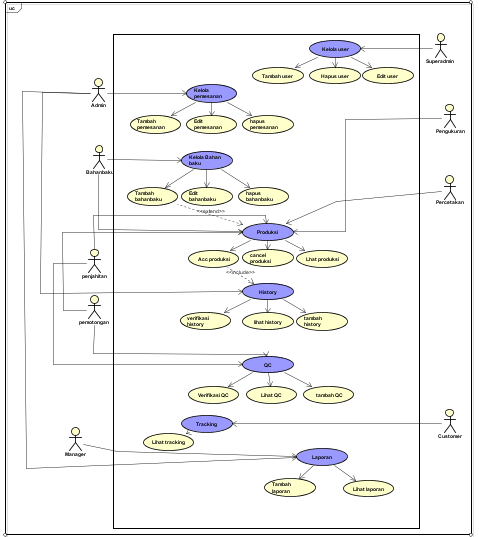 uc
Kelola user
Superadmin
Tambah user
Hapus user
Edit user
Kelola
pemesanan
Admin
Pengukuran
Tambah
pemesanan
Edit
pemesanan
hapus
pemesanan
Kelola Bahan
baku
Bahanbaku
Percetakan
Tambah
bahanbaku
Edit
bahanbaku
hapus
bahanbaku
<<extend>>
Produksi
Acc produksi
cancel
produksi
Lihat produksi
penjahitan
<<include>>
History
pemotongan
verifikasi
history
lihat history
tambah
history
QC
Verifikasi QC
Lihat QC
tambah QC
Tracking
Customer
Lihat tracking
Manager
Laporan
Tambah
laporan
Lihat laporan